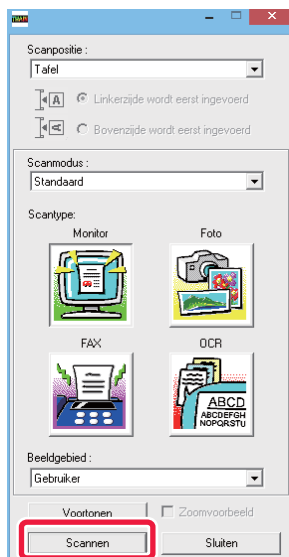 Scanpositie :
Tafel
A Linkerzijde wordt eerst ingevoerd
A Bovenzijde wordt eerst ingevoerd
Scanmodus :
Standaard
Scantype:
Monitor Foto
FAX OCR
ABCD
ABCDEFGH
NOPQRSTU
Beeldgebied :
Gebruiker
Voortonen Zoomvoorbeeld
Scannen Sluiten